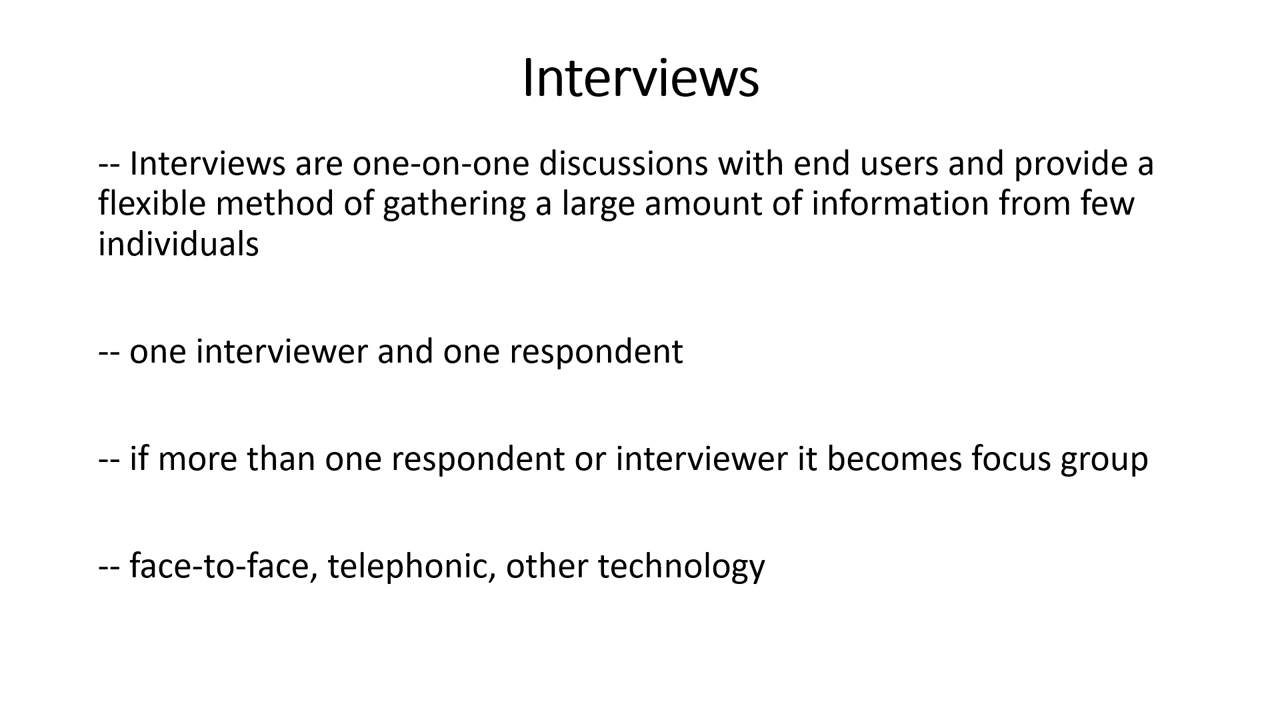 Interviews
-- Interviews are one-on-one discussions with end users and provide a
flexible method of gathering a large amount of information from few
individuals
-- one interviewer and one respondent
-- if more than one respondent or interviewer it becomes focus group
-- face-to-face, telephonic, other technology